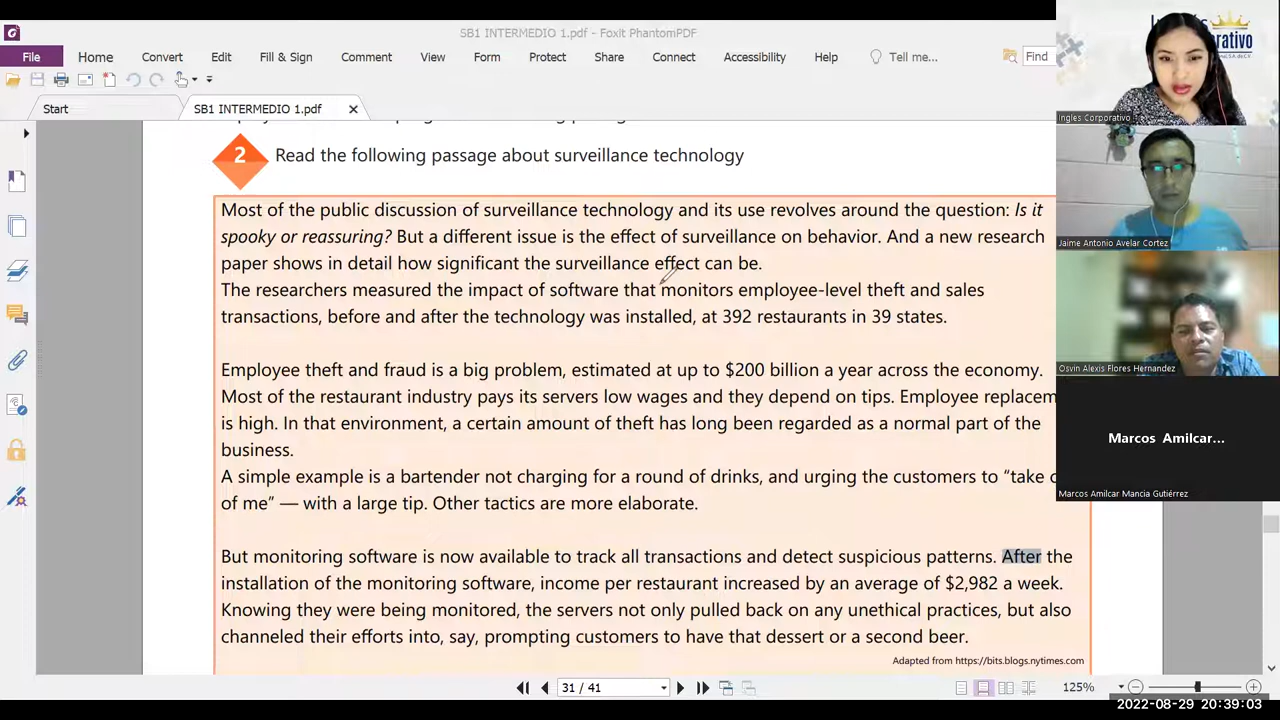 SB1 INTERMEDIO 1.pdf - Foxit PhantomPDF
File Home Convert Edit Fill & Sign Comment View Form Protect Share Connect Accessibility Help Tell me... Find
Start SB1 INTERMEDIO 1.pdf
2 Read the following passage about surveillance technology
Most of the public discussion of surveillance technology and its use revolves around the question: Is it
spooky or reassuring? But a different issue is the effect of surveillance on behavior. And a new research
paper shows in detail how significant the surveillance effect can be.
The researchers measured the impact of software that monitors employee-level theft and sales
transactions, before and after the technology was installed, at 392 restaurants in 39 states.
Employee theft and fraud is a big problem, estimated at up to $200 billion a year across the economy.
Most of the restaurant industry pays its servers low wages and they depend on tips. Employee replacem
is high. In that environment, a certain amount of theft has long been regarded as a normal part of the
business.
A simple example is a bartender not charging for a round of drinks, and urging the customers to “take c
of me” — with a large tip. Other tactics are more elaborate.
But monitoring software is now available to track all transactions and detect suspicious patterns. After the
installation of the monitoring software, income per restaurant increased by an average of $2,982 a week.
Knowing they were being monitored, the servers not only pulled back on any unethical practices, but also
channeled their efforts into, say, prompting customers to have that dessert or a second beer.
Adapted from https://bits.blogs.nytimes.com
31 / 41
125%
Ingles Corporativo
Jaime Antonio Avelar Cortez
Osvin Alexis Flores Hernandez
Marcos Amilcar...
Marcos Amilcar Mancia Gutiérrez
2022-08-29 20:39:03